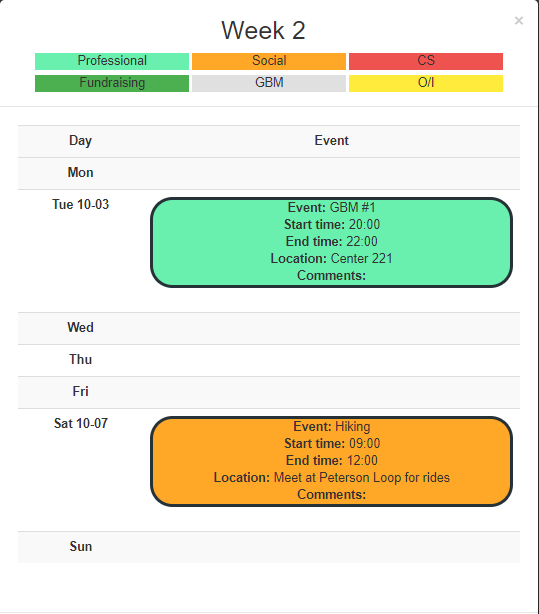 Week 2
×
Professional Social CS
Fundraising GBM O/I
Day Event
Mon
Tue 10-03
Event: GBM #1
Start time: 20:00
End time: 22:00
Location: Center 221
Comments:
Wed
Thu
Fri
Sat 10-07
Event: Hiking
Start time: 09:00
End time: 12:00
Location: Meet at Peterson Loop for rides
Comments:
Sun